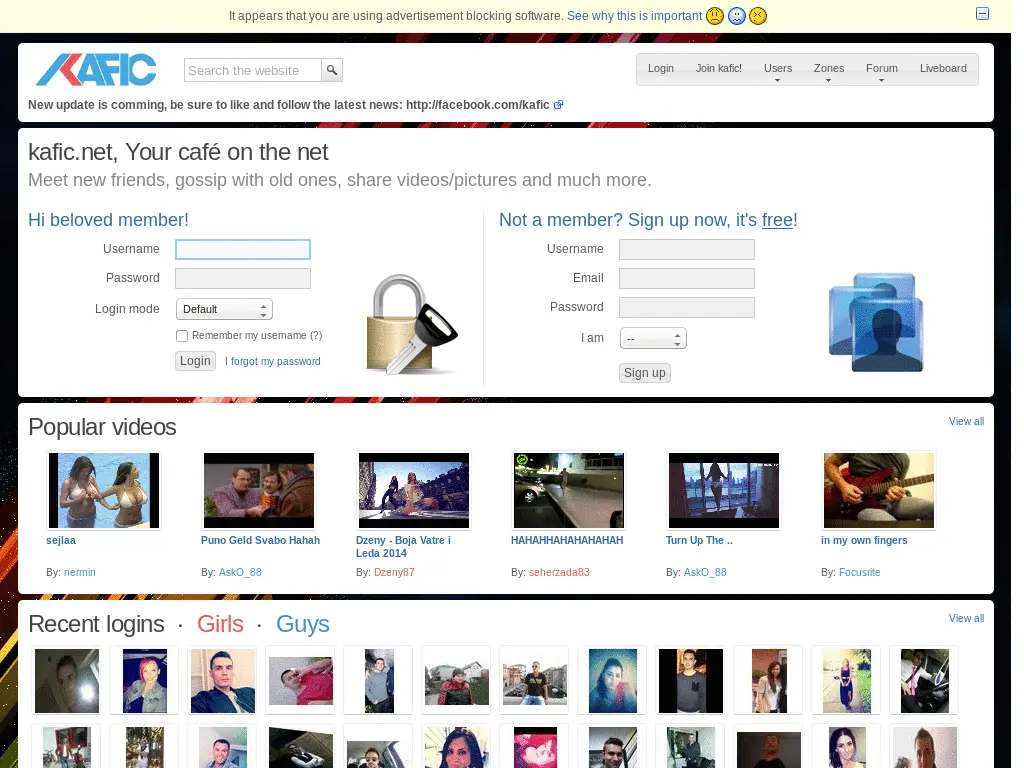 It appears that you are using advertisement blocking software. See why this is important
KAFIC
Search the website
Login Join kafic! Users Zones Forum Liveboard
New update is comming, be sure to like and follow the latest news: http://facebook.com/kafic
kafic.net, Your café on the net
Meet new friends, gossip with old ones, share videos/pictures and much more.
Hi beloved member!
Username
Password
Login mode Default
Remember my username (?)
Login I forgot my password
Not a member? Sign up now, it's free!
Username
Email
Password
I am --
Sign up
Popular videos View all
sejlaa
By: nermin
Puno Geld Svabo Hahah
By: AskO_88
Dzeny - Boja Vatre i
Leda 2014
By: Dzeny87
HAHAHHAHAHAHAHAH
By: seherzada83
Turn Up The ..
By: AskO_88
in my own fingers
By: Focusrite
Recent logins · Girls · Guys View all